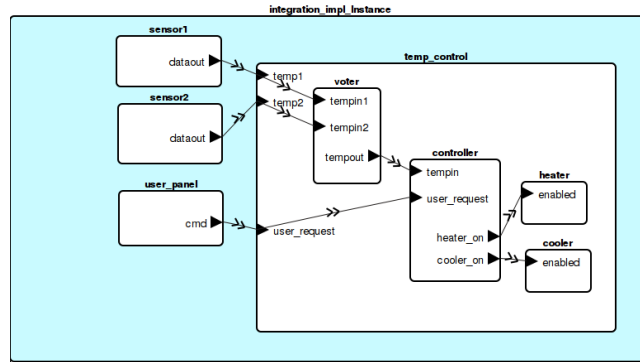 integration_impl_Instance
sensor1
dataout
sensor2
dataout
user_panel
cmd
temp_control
temp1
temp2
user_request
voter
tempin1
tempin2
tempout
controller
tempin
user_request
heater_on
cooler_on
heater
enabled
cooler
enabled